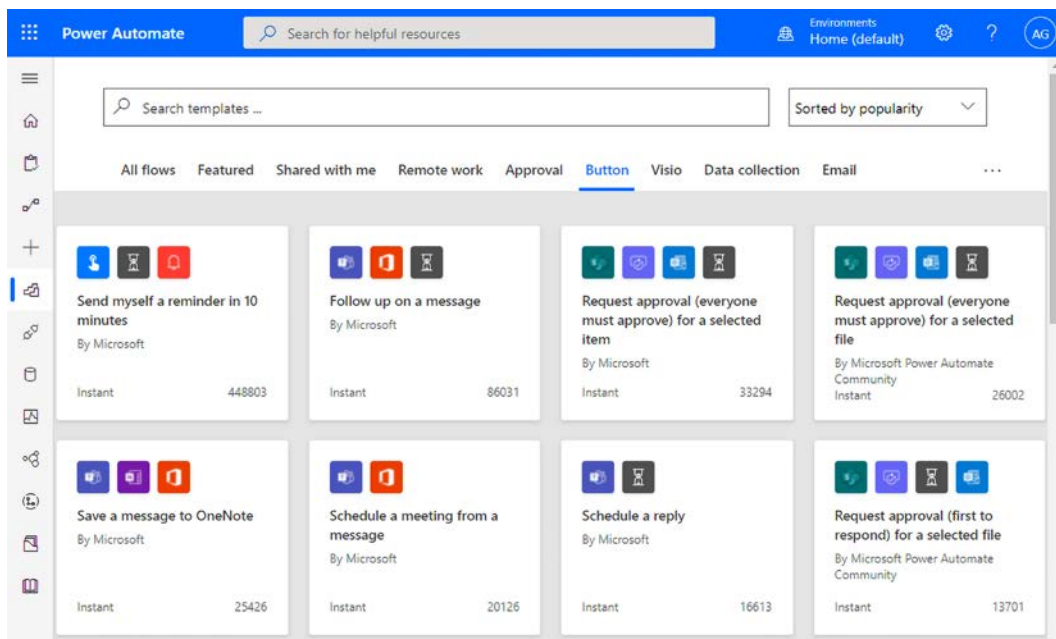 Power Automate
Search for helpful resources
Environments
Home (default)
?
AG
Search templates ...
Sorted by popularity
All flows Featured Shared with me Remote work Approval Button Visio Data collection Email ...
Send myself a reminder in 10
minutes
By Microsoft
Instant 448803
Follow up on a message
By Microsoft
Instant 86031
Request approval (everyone
must approve) for a selected
item
By Microsoft
Instant 33294
Request approval (everyone
must approve) for a selected
file
By Microsoft Power Automate
Community
Instant 26002
Save a message to OneNote
By Microsoft
Instant 25426
Schedule a meeting from a
message
By Microsoft
Instant 20126
Schedule a reply
By Microsoft
Instant 16613
Request approval (first to
respond) for a selected file
By Microsoft Power Automate
Community
Instant 13701